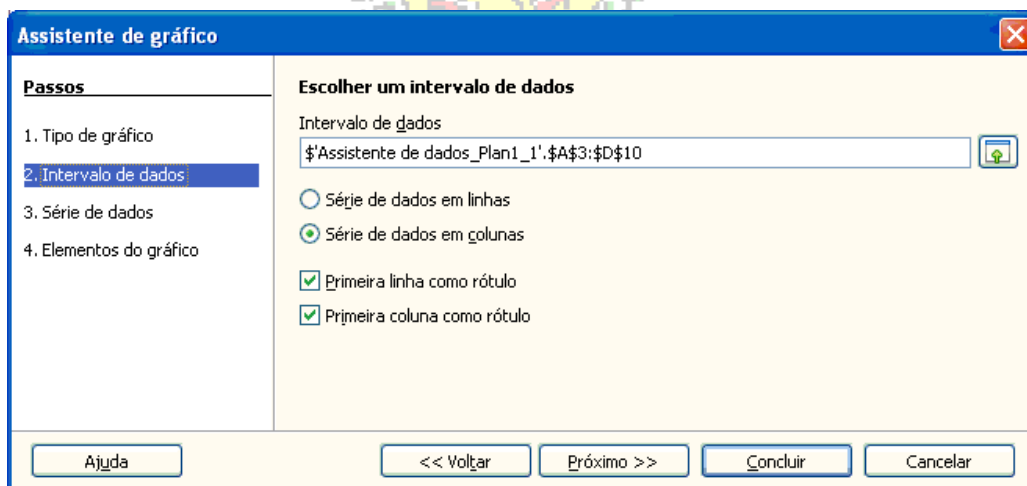 Assistente de gráfico
Passos
1. Tipo de gráfico
2. Intervalo de dados
3. Série de dados
4. Elementos do gráfico
Escolher um intervalo de dados
Intervalo de dados
$'Assistente de dados_Plan1_1'.$A$3:$D$10
Série de dados em linhas
Série de dados em colunas
Primeira linha como rótulo
Primeira coluna como rótulo
Ajuda
<< Voltar
Próximo >>
Concluir
Cancelar